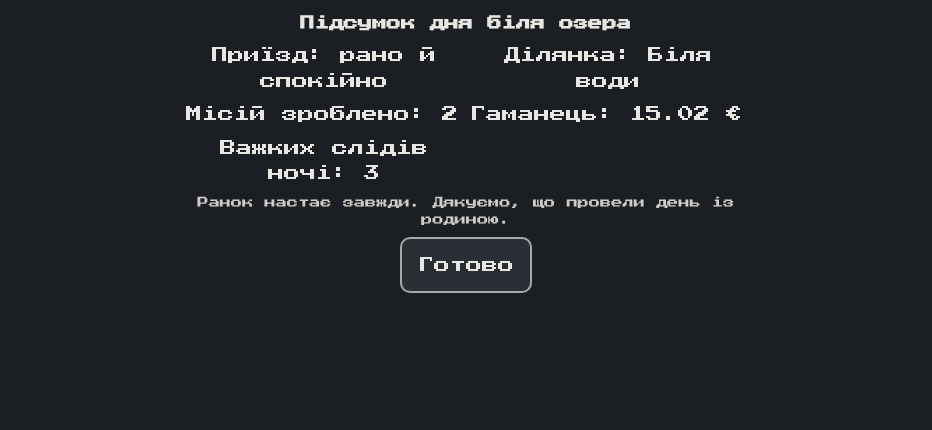 Підсумок дня біля озера
Приїзд: рано й спокійно
Ділянка: Біля води
Місій зроблено: 2
Гаманець: 15.02 €
Важких слідів ночі: 3
Ранок настає завжди. Дякуємо, що провели день із
родиною.
Готово